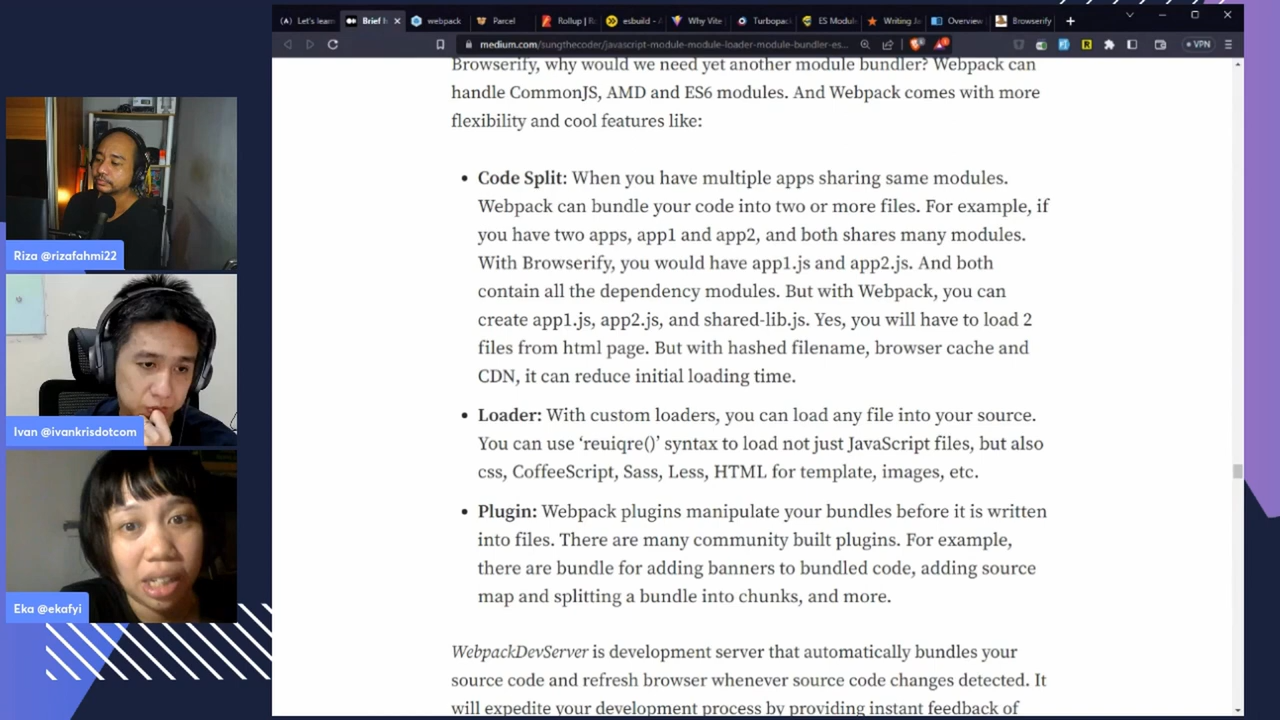 Let's learn
Brief h
webpack
Parcel
Rollup | R
esbuild - A
Why Vite
Turbopac
ES Modul
Writing Ja
Overview
Browserify
medium.com/sungthecoder/javascript-module-module-loader-module-bundler-es...
VPN
Browserify, why would we need yet another module bundler? Webpack can
handle CommonJS, AMD and ES6 modules. And Webpack comes with more
flexibility and cool features like:
• Code Split: When you have multiple apps sharing same modules.
Webpack can bundle your code into two or more files. For example, if
you have two apps, app1 and app2, and both shares many modules.
With Browserify, you would have app1.js and app2.js. And both
contain all the dependency modules. But with Webpack, you can
create app1.js, app2.js, and shared-lib.js. Yes, you will have to load 2
files from html page. But with hashed filename, browser cache and
CDN, it can reduce initial loading time.
• Loader: With custom loaders, you can load any file into your source.
You can use ‘reuiqre()’ syntax to load not just JavaScript files, but also
css, CoffeeScript, Sass, Less, HTML for template, images, etc.
• Plugin: Webpack plugins manipulate your bundles before it is written
into files. There are many community built plugins. For example,
there are bundle for adding banners to bundled code, adding source
map and splitting a bundle into chunks, and more.
WebpackDevServer is development server that automatically bundles your
source code and refresh browser whenever source code changes detected. It
will expedite your development process by providing instant feedback of
Riza @rizafahmi22
Ivan @ivankrisdotcom
Eka @ekafyi